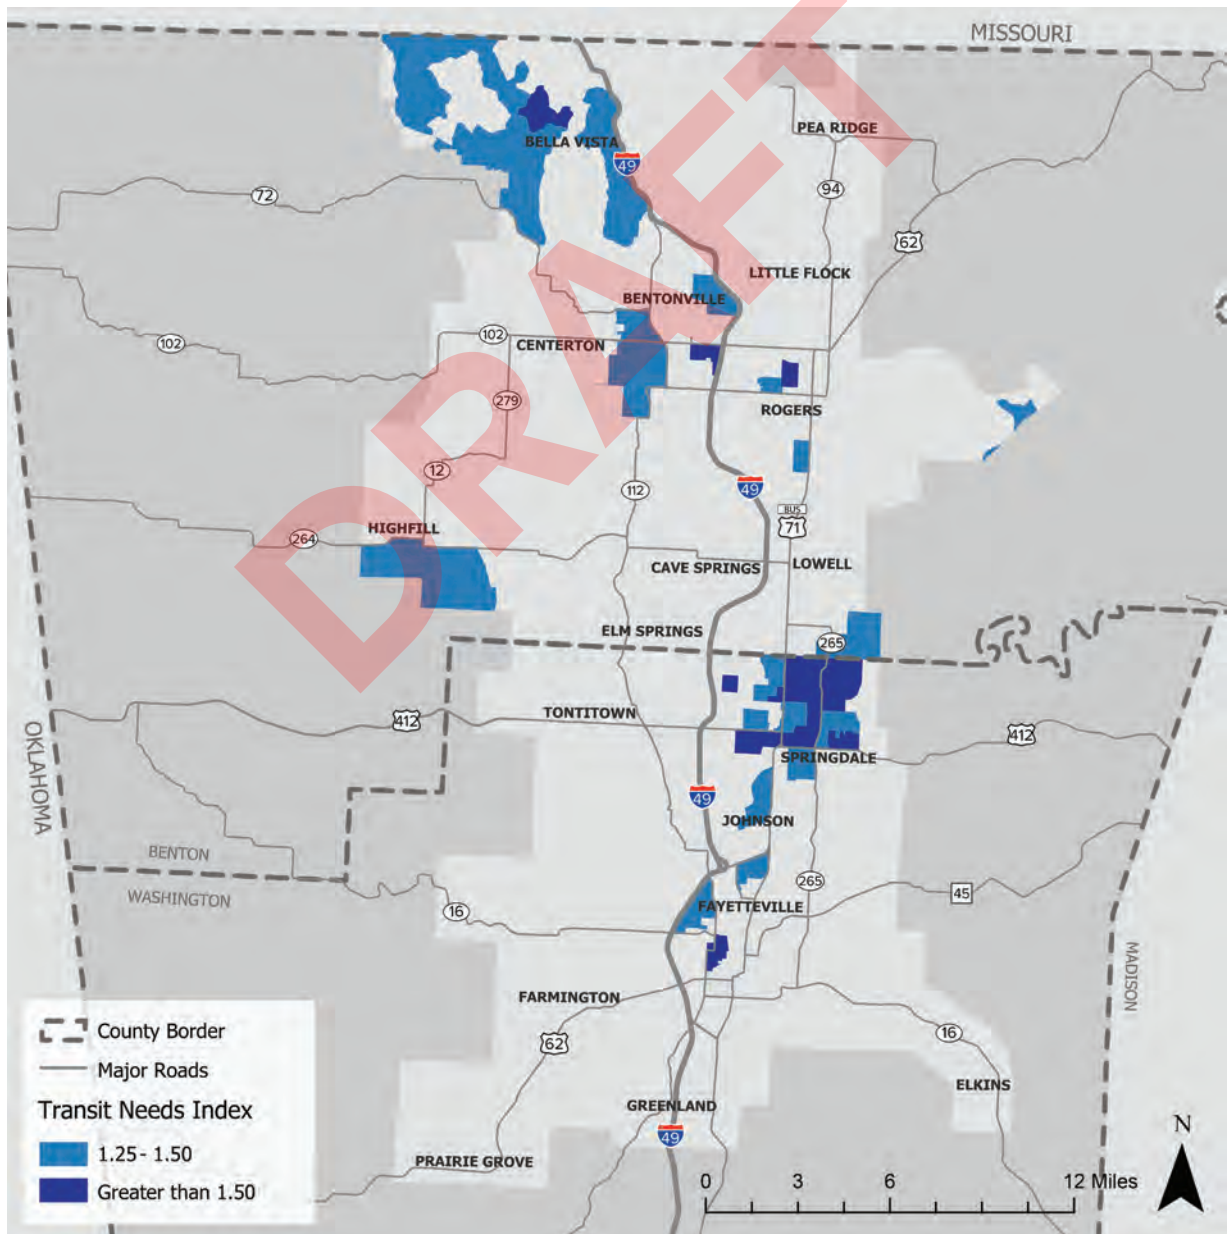 MISSOURI
PEA RIDGE
BELLA VISTA
49
72
94
62
LITTLE FLOCK
BENTONVILLE
102
102
CENTERTON
279
ROGERS
12
112
49
BUS
71
HIGHFILL
264
CAVE SPRINGS
LOWELL
ELM SPRINGS
265
TONTITOWN
412
412
OKLAHOMA
SPRINGDALE
49
JOHNSON
BENTON
WASHINGTON
265
45
16
FAYETTEVILLE
MADISON
FARMINGTON
62
16
ELKINS
GREENLAND
49
PRAIRIE GROVE
DRAFT
County Border
Major Roads
Transit Needs Index
1.25 - 1.50
Greater than 1.50
N
0 3 6 12 Miles